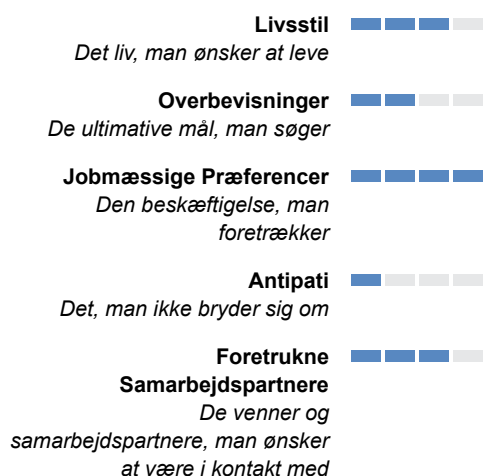 Livsstil
Det liv, man ønsker at leve
Overbevisninger
De ultimative mål, man søger
Jobmæssige Præferencer
Den beskæftigelse, man
foretrækker
Antipati
Det, man ikke bryder sig om
Foretrukne
Samarbejdspartnere
De venner og
samarbejdspartnere, man ønsker
at være i kontakt med